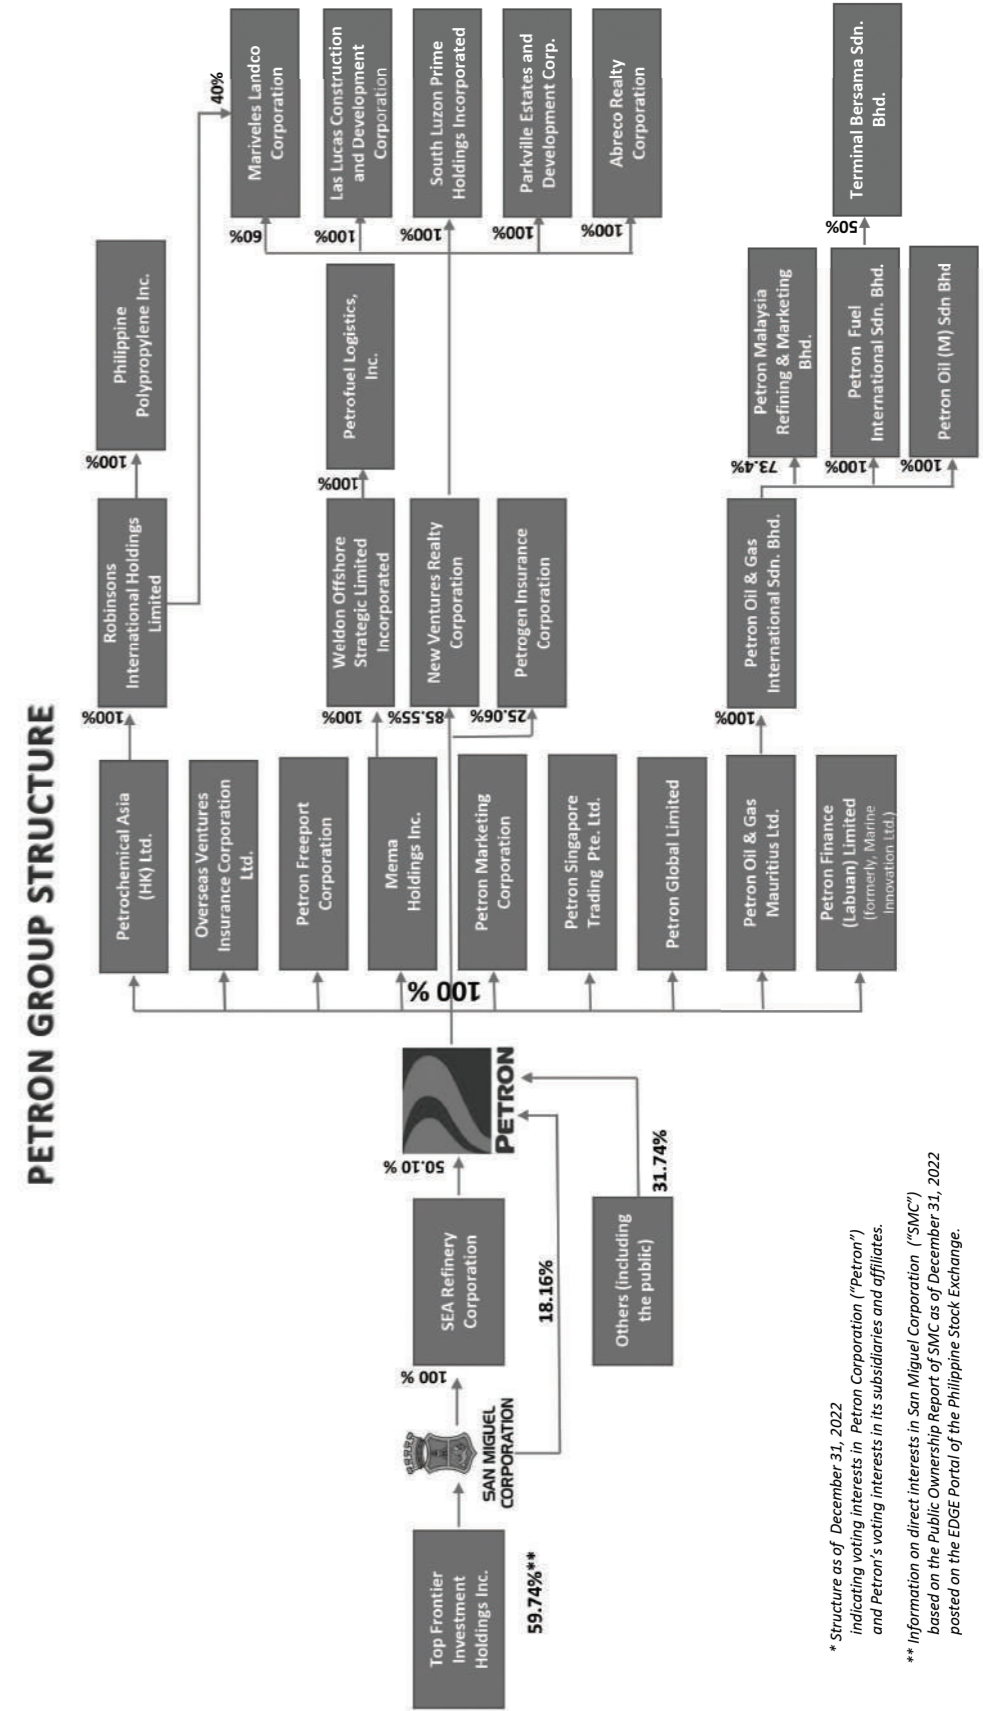 PETRON GROUP STRUCTURE
Top Frontier
Investment
Holdings Inc.
59.74%**
SAN MIGUEL
CORPORATION
100 %
SEA Refinery
Corporation
50.10 %
18.16%
Others (including
the public)
31.74%
PETRON
100 %
Petrochemical Asia
(HK) Ltd.
Overseas Ventures
Insurance Corporation
Ltd.
Petron Freeport
Corporation
Mema
Holdings Inc.
Petron Marketing
Corporation
Petron Singapore
Trading Pte. Ltd.
Petron Global Limited
Petron Oil & Gas
Mauritius Ltd.
Petron Finance
(Labuan) Limited
(formerly, Marine
Innovation Ltd.)
100%
Robinsons
International Holdings
Limited
100%
Weldon Offshore
Strategic Limited
Incorporated
85.55%
New Ventures Realty
Corporation
25.06%
Petrogen Insurance
Corporation
100%
Petron Oil & Gas
International Sdn. Bhd.
100%
Philippine
Polypropylene Inc.
100%
Petrofuel Logistics,
Inc.
73.4%
Petron Malaysia
Refining & Marketing
Bhd.
100%
Petron Fuel
International Sdn. Bhd.
100%
Petron Oil (M) Sdn Bhd
40%
60%
Mariveles Landco
Corporation
100%
Las Lucas Construction
and Development
Corporation
100%
South Luzon Prime
Holdings Incorporated
100%
Parkville Estates and
Development Corp.
100%
Abreco Realty
Corporation
50%
Terminal Bersama Sdn.
Bhd.
* Structure as of December 31, 2022
indicating voting interests in Petron Corporation (“Petron”)
and Petron’s voting interests in its subsidiaries and affiliates.
** Information on direct interests in San Miguel Corporation (“SMC”)
based on the Public Ownership Report of SMC as of December 31, 2022
posted on the EDGE Portal of the Philippine Stock Exchange.